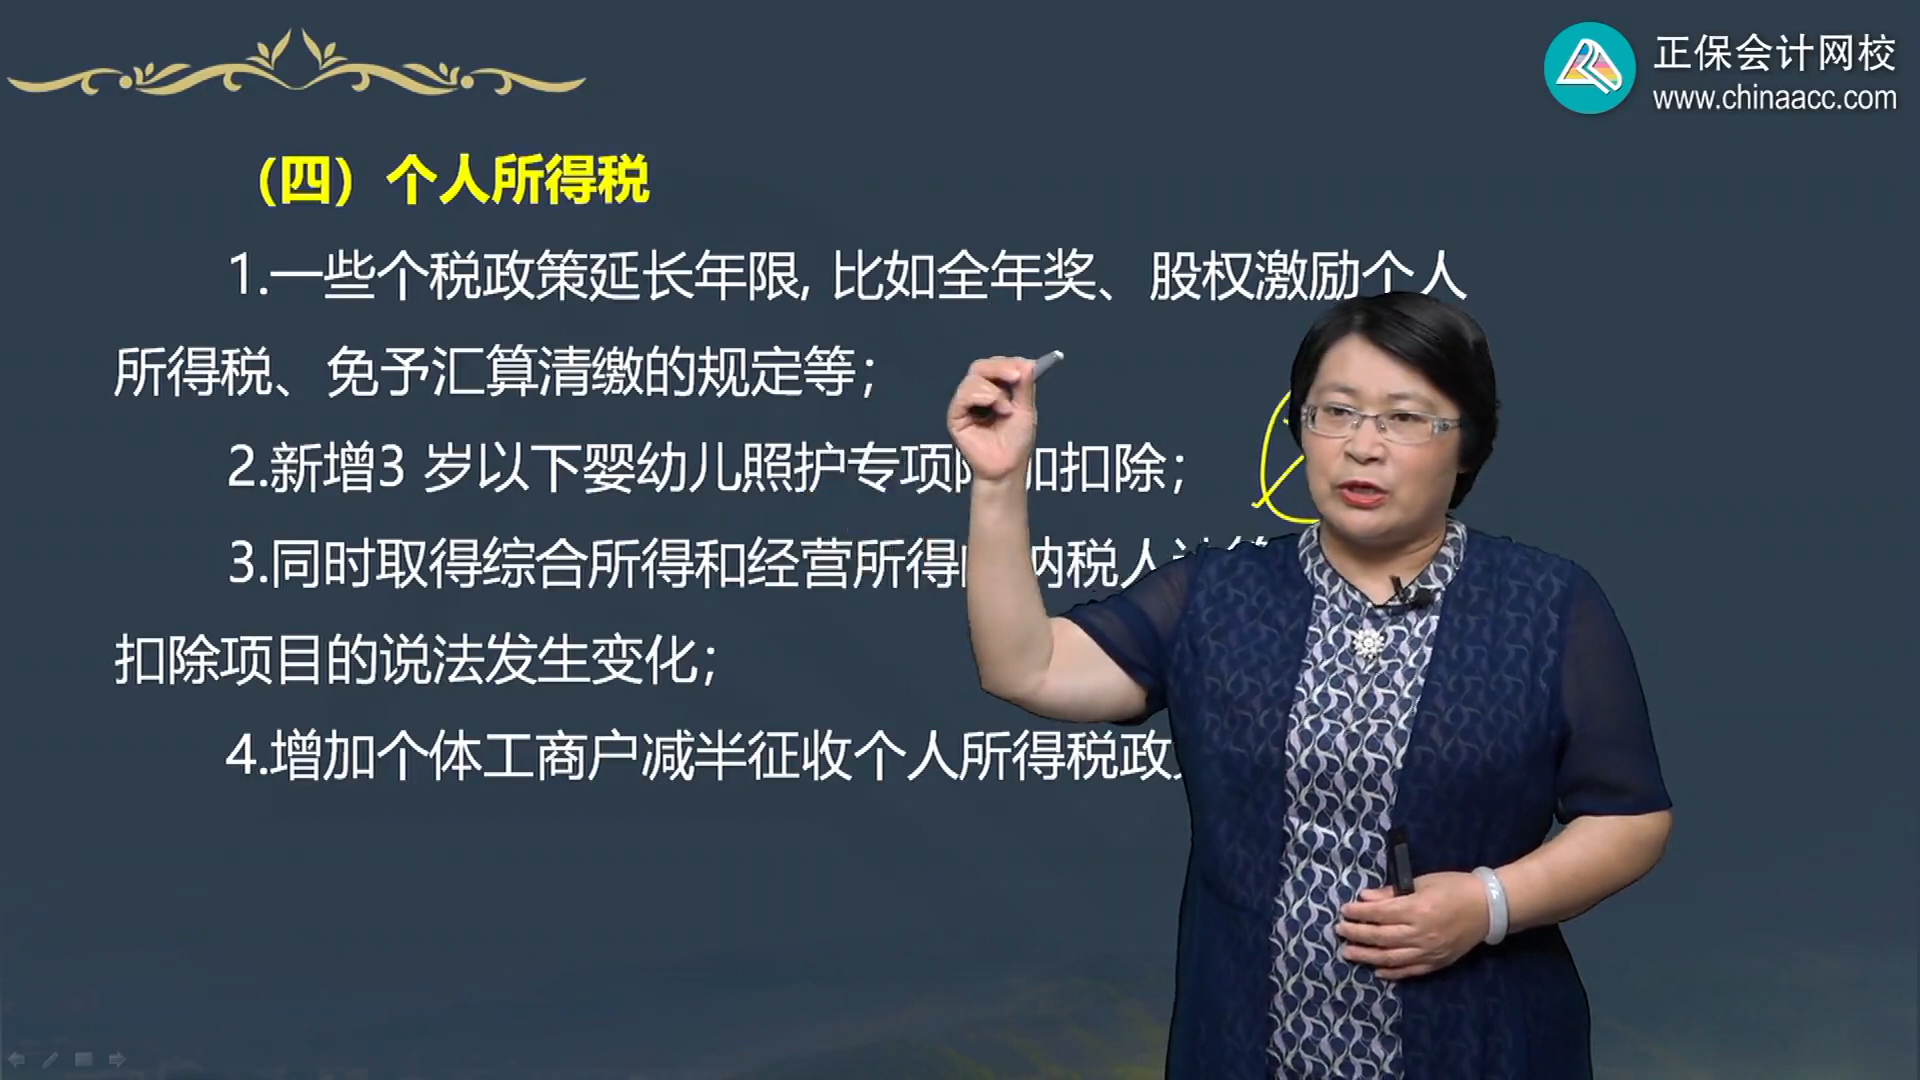 正保会计网校
www.chinaacc.com
（四）个人所得税
1.一些个税政策延长年限, 比如全年奖、股权激励个人
所得税、免予汇算清缴的规定等；
2.新增3 岁以下婴幼儿照护专项 加扣除；
3.同时取得综合所得和经营所得 纳税人
扣除项目的说法发生变化；
4.增加个体工商户减半征收个人所得税政